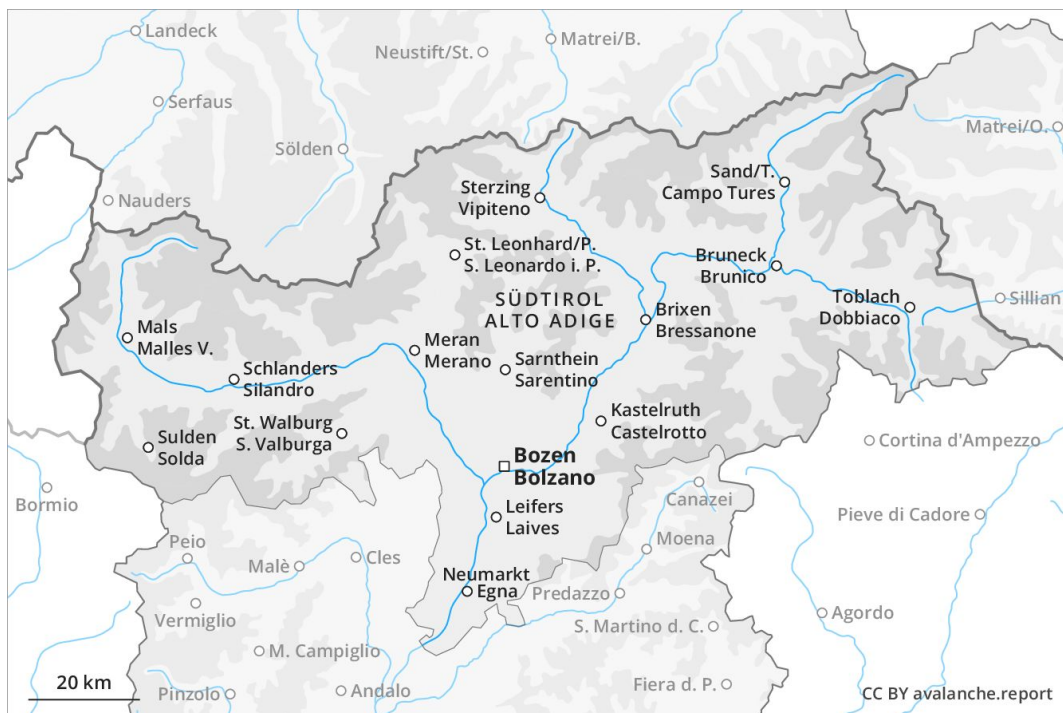 Landeck
Neustift/St.
Matrei/B.
Serfaus
Matrei/O.
Sölden
Sand/T.
Campo Tures
Sterzing
Vipiteno
Nauders
St. Leonhard/P.
S. Leonardo i. P.
Bruneck
Brunico
SÜDTIROL
ALTO ADIGE
Toblach
Dobbiaco
Sillian
Brixen
Bressanone
Mals
Malles V.
Meran
Merano
Schlanders
Silandro
Sarnthein
Sarentino
Kastelruth
Castelrotto
St. Walburg
S. Valburga
Sulden
Solda
Cortina d'Ampezzo
Bozen
Bolzano
Bormio
Canazei
Leifers
Laives
Pieve di Cadore
Moena
Peio
Malè
Cles
Neumarkt
Egna
Predazzo
Vermiglio
Agordo
S. Martino d. C.
M. Campiglio
20 km
Pinzolo
Andalo
Fiera d. P.
CC BY avalanche.report